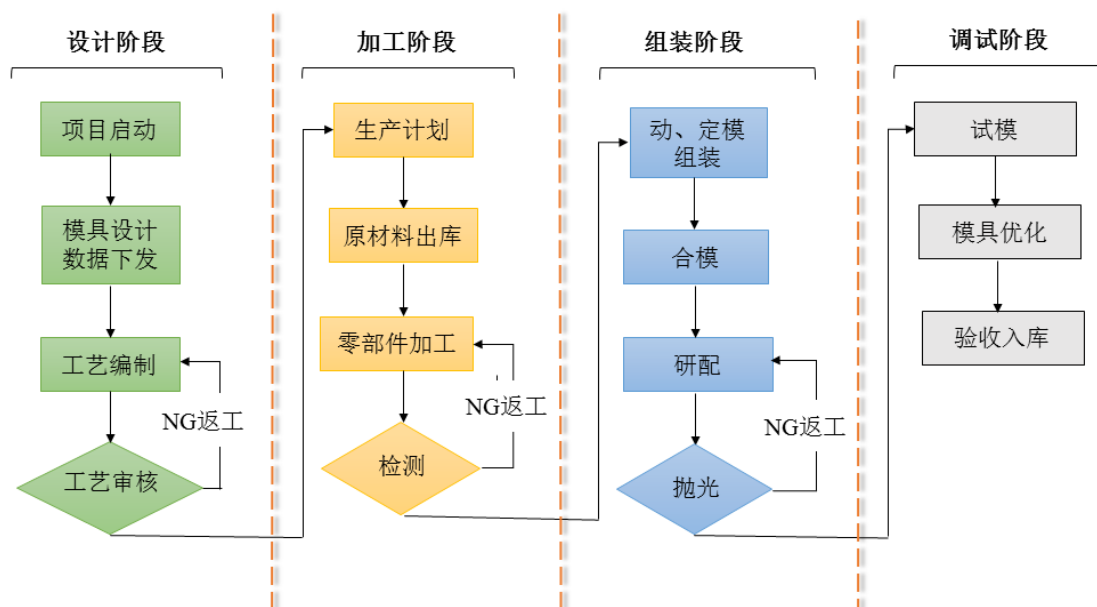 设计阶段
项目启动
模具设计
数据下发
工艺编制
NG返工
工艺审核
加工阶段
生产计划
原材料出库
零部件加工
NG返工
检测
组装阶段
动、定模
组装
合模
研配
NG返工
抛光
调试阶段
试模
模具优化
验收入库